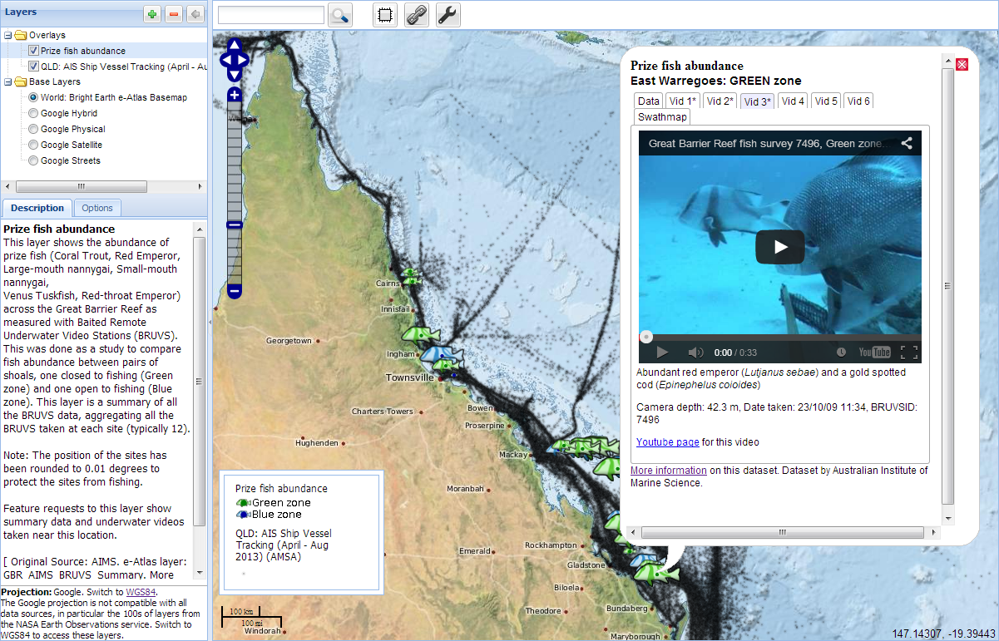 Layers
Overlays
Prize fish abundance
QLD: AIS Ship Vessel Tracking (April - Au
Base Layers
World: Bright Earth e-Atlas Basemap
Google Hybrid
Google Physical
Google Satellite
Google Streets
Description
Options
Prize fish abundance
This layer shows the abundance of
prize fish (Coral Trout, Red Emperor,
Large-mouth nannygai, Small-mouth
nannygai,
Venus Tuskfish, Red-throat Emperor)
across the Great Barrier Reef as
measured with Baited Remote
Underwater Video Stations (BRUVS).
This was done as a study to compare
fish abundance between pairs of
shoals, one closed to fishing (Green
zone) and one open to fishing (Blue
zone). This layer is a summary of all
the BRUVS data, aggregating all the
BRUVS taken at each site (typically 12).
Note: The position of the sites has
been rounded to 0.01 degrees to
protect the sites from fishing.
Feature requests to this layer show
summary data and underwater videos
taken near this location.
[ Original Source: AIMS. e-Atlas layer:
GBR_AIMS_BRUVS_Summary. More
Projection: Google. Switch to WGS84.
The Google projection is not compatible with all
data sources, in particular the 100s of layers from
the NASA Earth Observations service. Switch to
WGS84 to access these layers.
Cairns
Innisfail
Georgetown
Ingham
Townsville
Charters Towers
Bowen
Proserpine
Hughenden
Mackay
Moranbah
Emerald
Rockhampton
Gladstone
Biloela
Theodore
Bundaberg
Windorah
Maryborough
Prize fish abundance
Green zone
Blue zone
QLD: AIS Ship Vessel
Tracking (April - Aug
2013) (AMSA)
100 km
100 mi
147.14307, -19.39443
Prize fish abundance
East Warregoes: GREEN zone
Data Vid 1* Vid 2* Vid 3* Vid 4 Vid 5 Vid 6
Swathmap
Great Barrier Reef fish survey 7496, Green zone...
0:00 / 0:33
YouTube
Abundant red emperor (Lutjanus sebae) and a gold spotted
cod (Epinephelus coioides)
Camera depth: 42.3 m, Date taken: 23/10/09 11:34, BRUVSID:
7496
Youtube page for this video
More information on this dataset. Dataset by Australian Institute of
Marine Science.